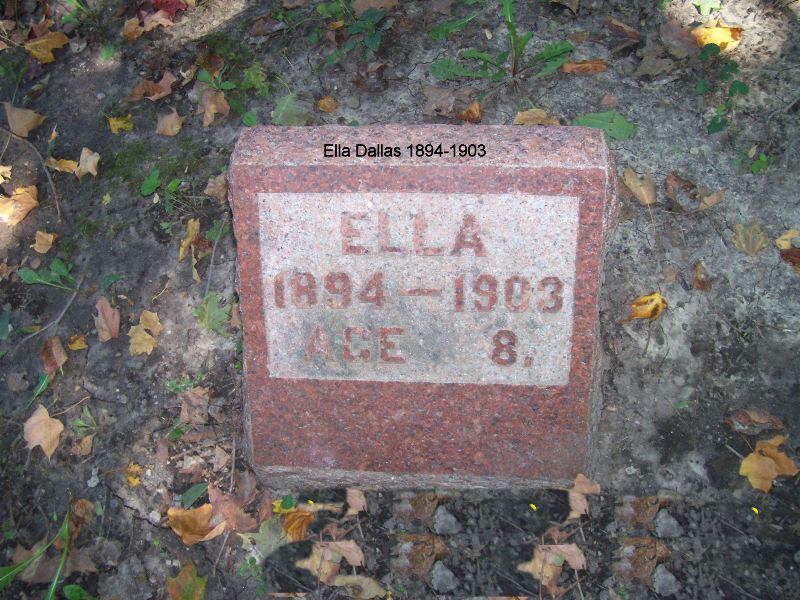 Ella Dallas 1894-1903
ELLA
1894 – 1903
AGE 8.